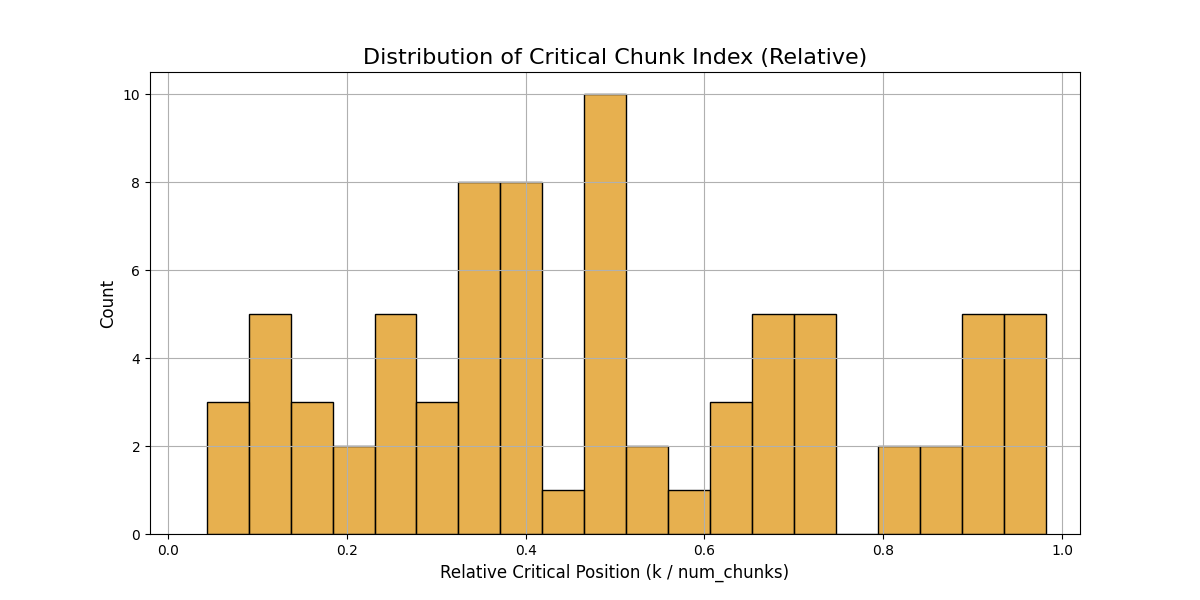 Distribution of Critical Chunk Index (Relative)
10
8
6
4
2
0
Count
0.0 0.2 0.4 0.6 0.8 1.0
Relative Critical Position (k / num_chunks)